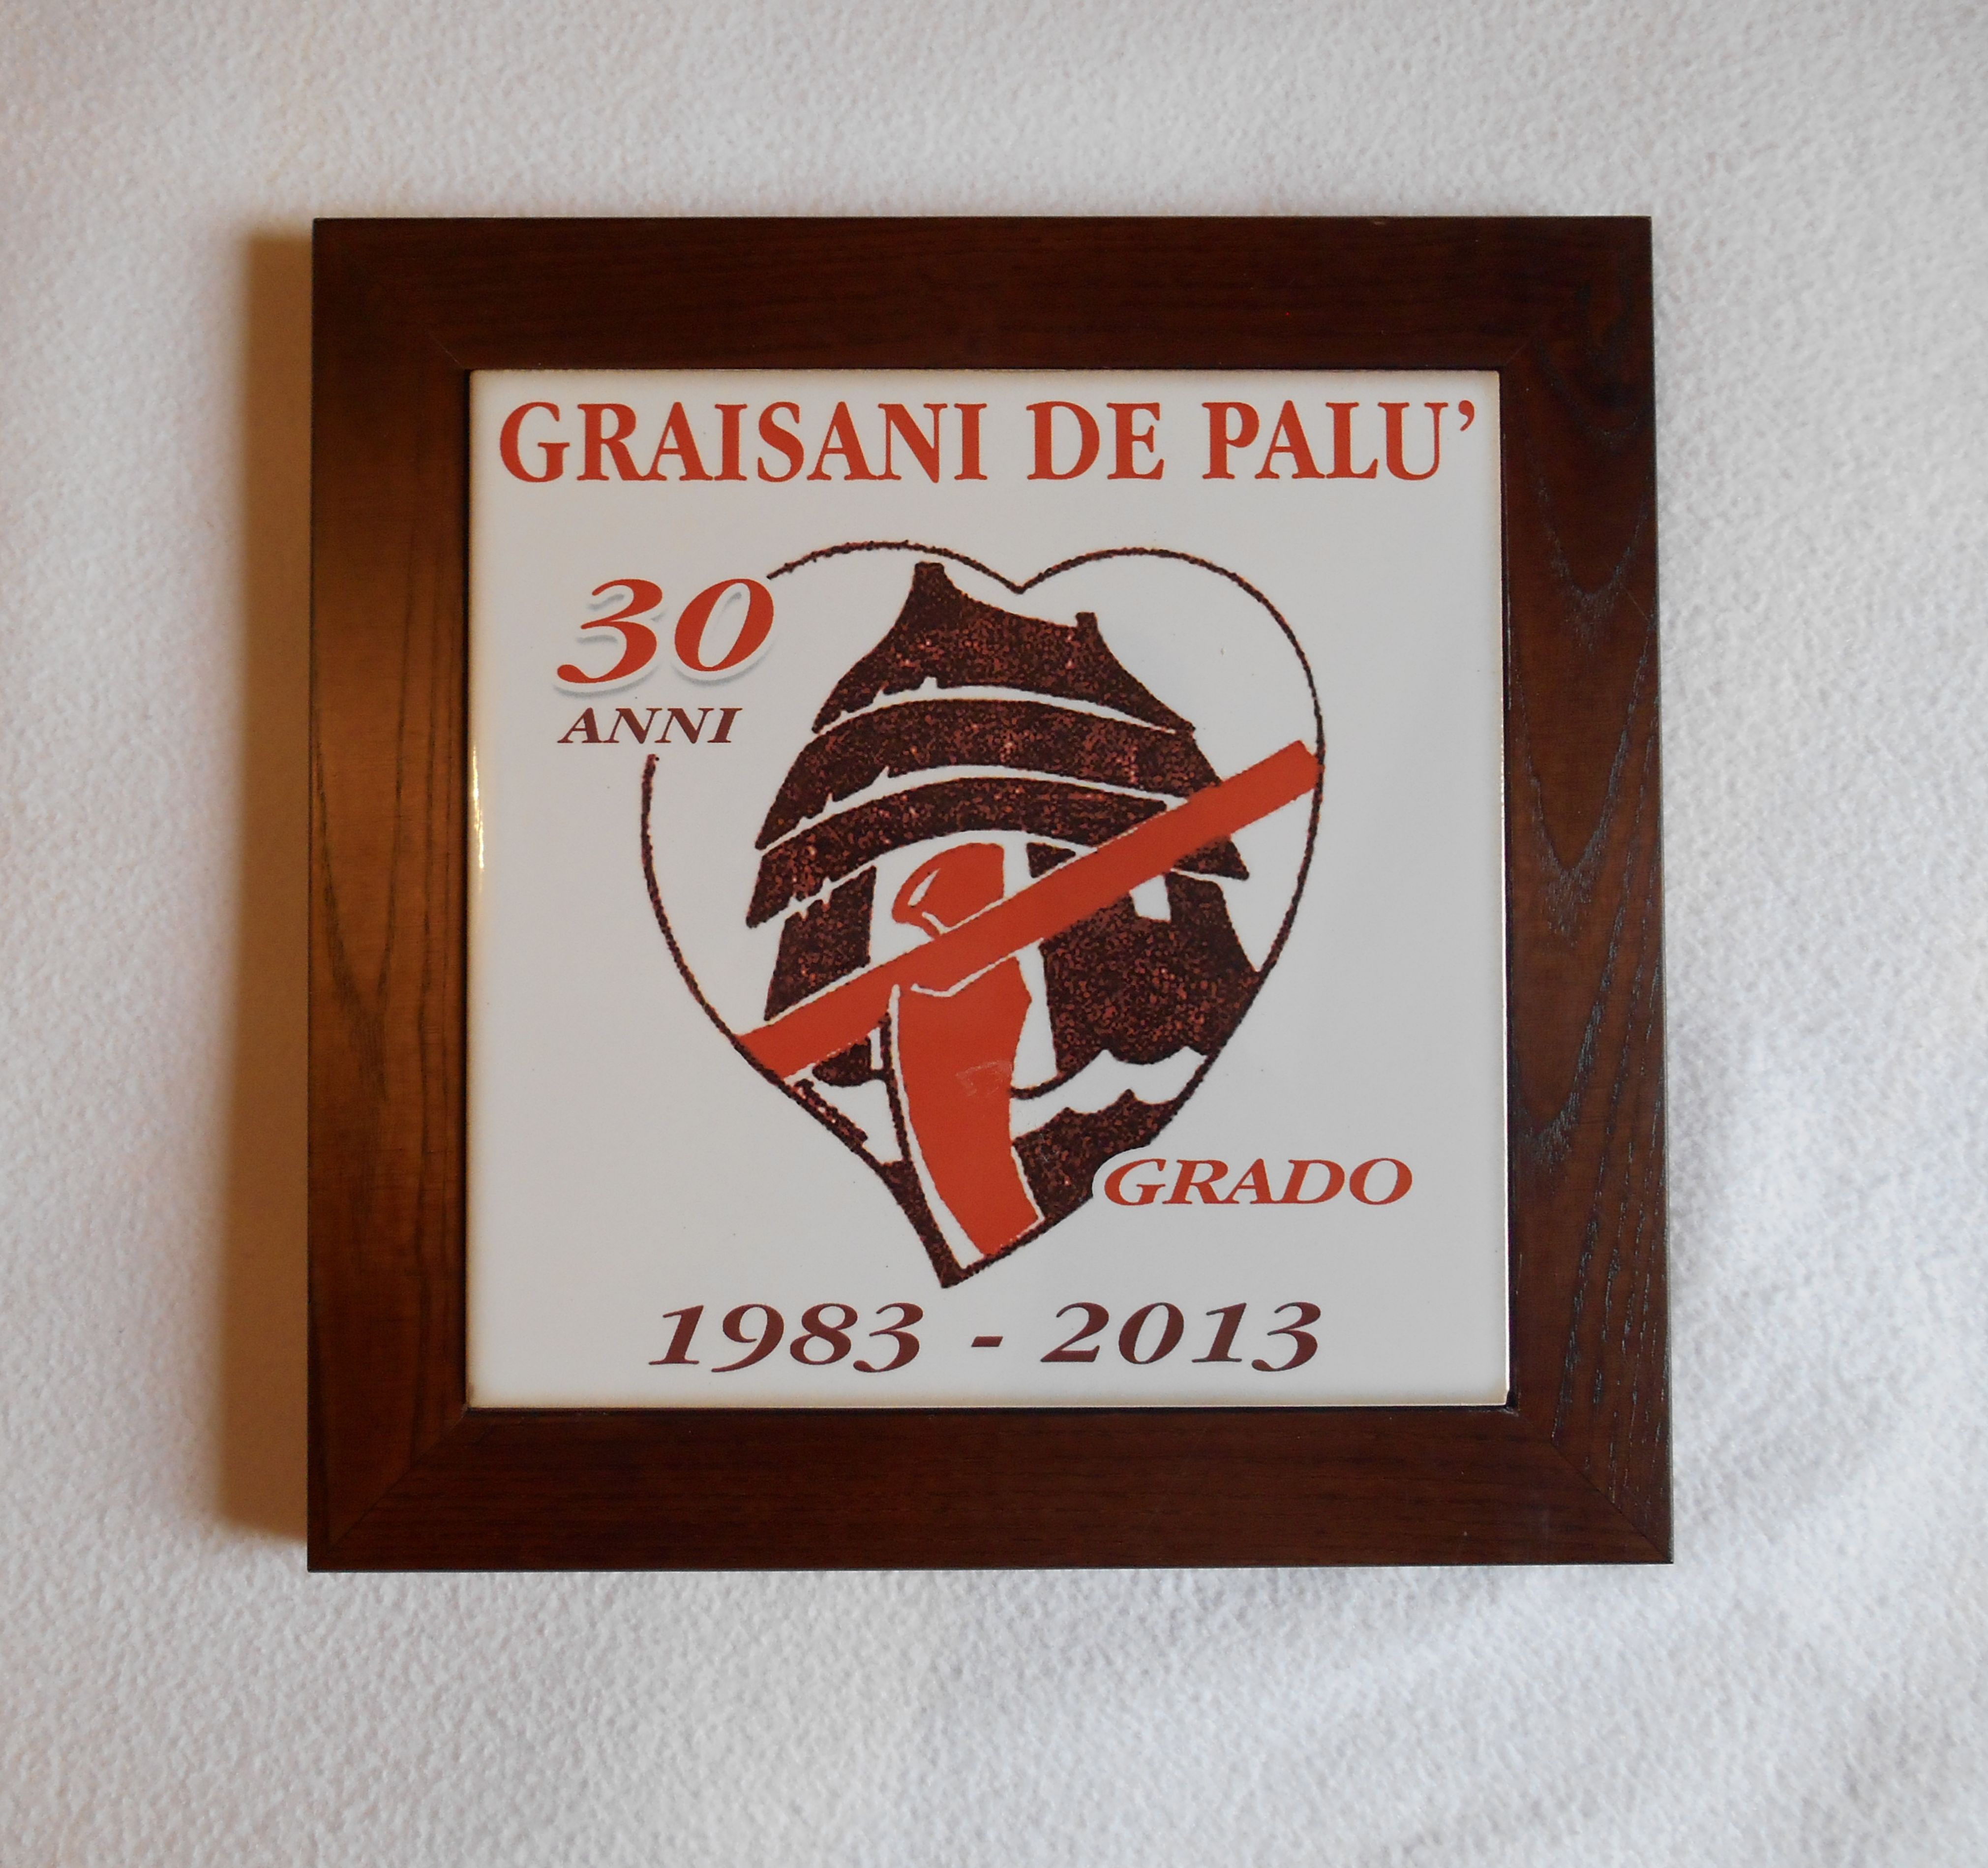 GRAISANI DE PALU’
30
ANNI
GRADO
1983 - 2013